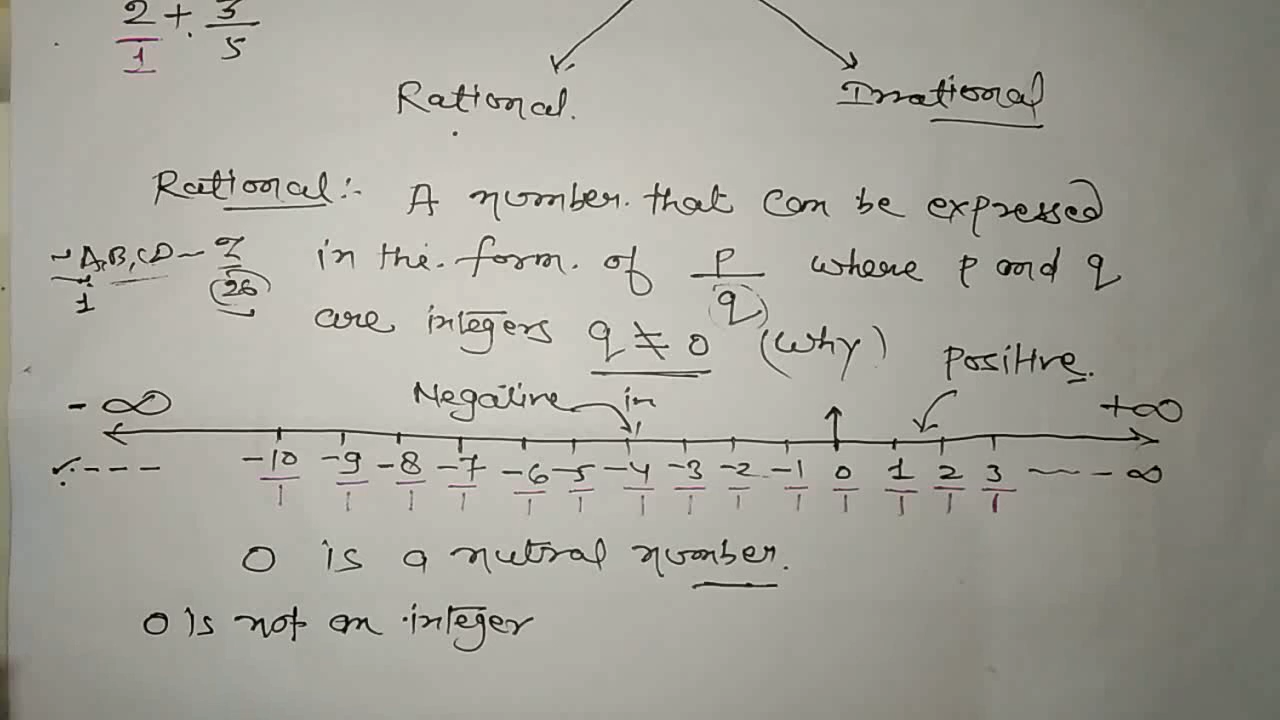 2/1 + 3/5
Rational. Irrational
Rational:- A number that can be expressed
~A,B,CD~ Z/26 in the form of P/q where P and q
1
are integers q ≠ 0 (Why)
Negative in Positive.
- ∞ +∞
-10/1 -9/1 -8/1 -7/1 -6/1 -5/1 -4/1 -3/1 -2/1 -1/1 0/1 1/1 2/1 3/1 - ∞
0 is a nutral number.
0 is not an integer